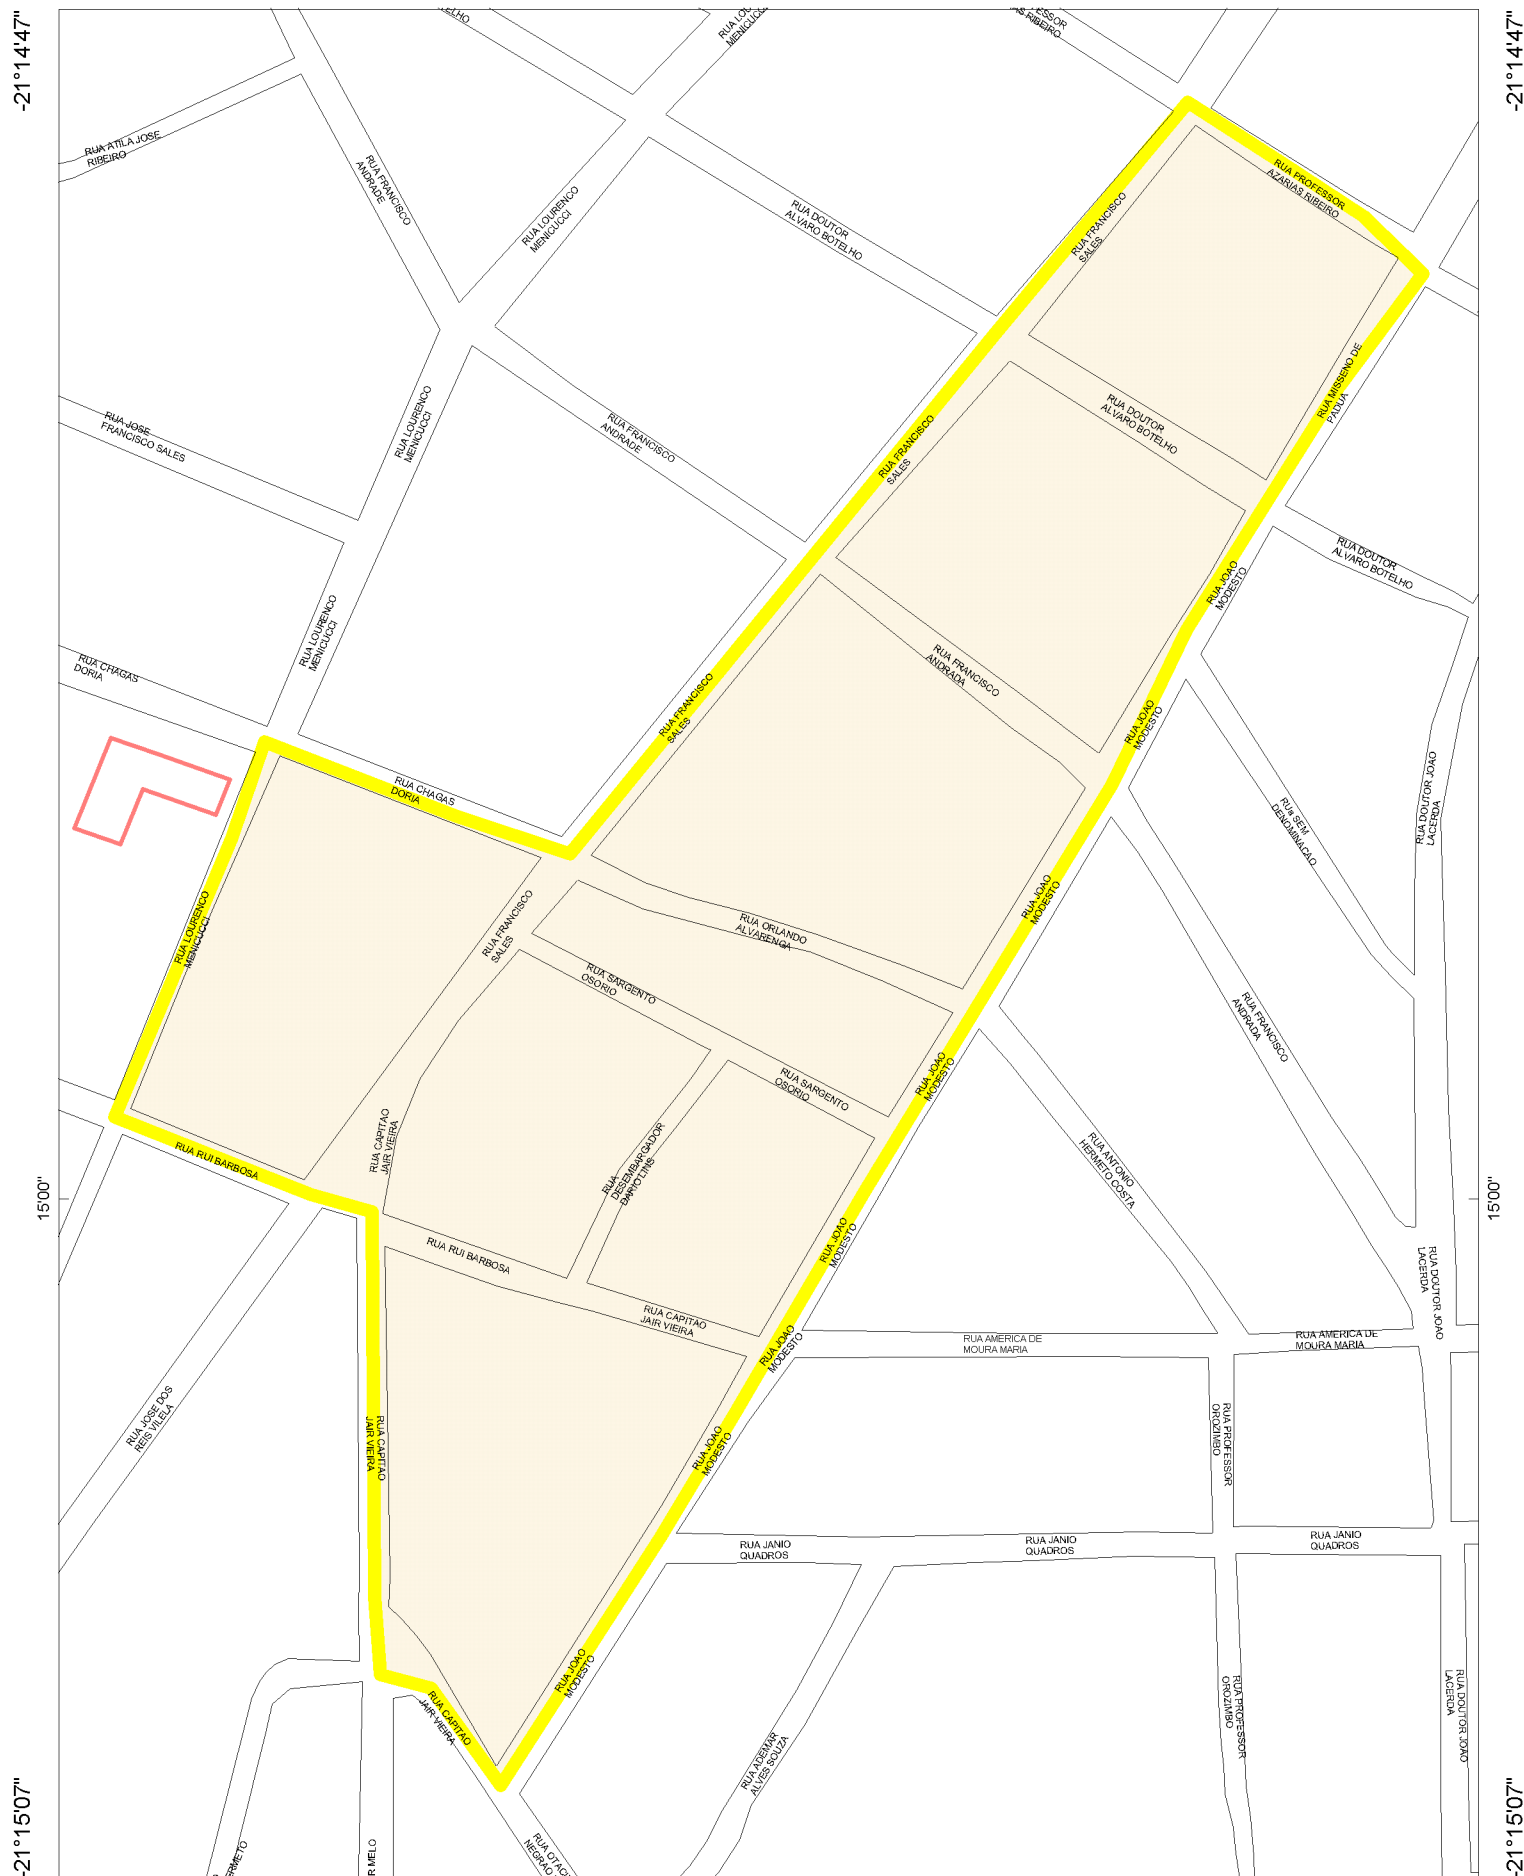 -21°14'47"
-21°14'47"
RUA ATILA JOSE
RIBEIRO
RUA FRANCISCO
ANDRADE
RUA LOURENCO
MENICUCCI
RUA DOUTOR
ALVARO BOTELHO
RUA FRANCISCO
SALES
RUA PROFESSOR
AZARIAS RIBEIRO
RUA JOSE
FRANCISCO SALES
RUA LOURENCO
MENICUCCI
RUA FRANCISCO
ANDRADE
RUA FRANCISCO
SALES
RUA DOUTOR
ALVARO BOTELHO
RUA MISSENO DE
PADUA
RUA DOUTOR
ALVARO BOTELHO
RUA JOAO
MODESTO
RUA CHAGAS
DORIA
RUA LOURENCO
MENICUCCI
RUA FRANCISCO
SALES
RUA FRANCISCO
ANDRADA
RUA JOAO
MODESTO
RUA CHAGAS
DORIA
RUa SEM
DENOMINACAO
RUA DOUTOR JOAO
LACERDA
RUA LOURENCO
MENICUCCI
RUA FRANCISCO
SALES
RUA ORLANDO
ALVARENGA
RUA JOAO
MODESTO
RUA SARGENTO
OSORIO
RUA FRANCISCO
ANDRADA
RUA SARGENTO
OSORIO
RUA JOAO
MODESTO
RUA CAPITAO
JAIR VIEIRA
RUA RUI BARBOSA
RUA
DESEMBARGADOR
DARIO LINS
RUA ANTONIO
HERMETO COSTA
15'00"
15'00"
RUA RUI BARBOSA
RUA JOAO
MODESTO
RUA CAPITAO
JAIR VIEIRA
RUA JOAO
MODESTO
RUA AMERICA DE
MOURA MARIA
RUA AMERICA DE
MOURA MARIA
RUA DOUTOR JOAO
LACERDA
RUA JOSE DOS
REIS VILELA
RUA CAPITAO
JAIR VIEIRA
RUA JOAO
MODESTO
RUA PROFESSOR
OROZIMBO
RUA JANIO
QUADROS
RUA JANIO
QUADROS
RUA JANIO
QUADROS
RUA CAPITAO
JAIR VIEIRA
RUA JOAO
MODESTO
RUA ADEMAR
ALVES SOUZA
RUA PROFESSOR
OROZIMBO
RUA DOUTOR JOAO
LACERDA
-21°15'07"
-21°15'07"
R MELO
NEGRAO